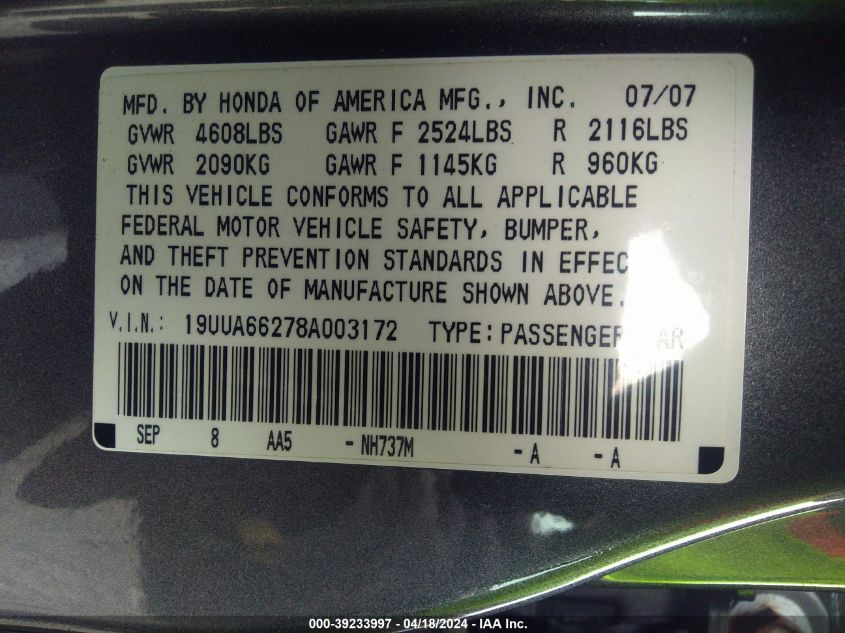 MFD. BY HONDA OF AMERICA MFG., INC. 07/07
GVWR 4608LBS GAWR F 2524LBS R 2116LBS
GVWR 2090KG GAWR F 1145KG R 960KG
THIS VEHICLE CONFORMS TO ALL APPLICABLE
FEDERAL MOTOR VEHICLE SAFETY, BUMPER,
AND THEFT PREVENTION STANDARDS IN EFFEC
ON THE DATE OF MANUFACTURE SHOWN ABOVE.
V.I.N.: 19UUA66278A003172 TYPE: PASSENGER AR
SEP 8 AA5 - NH737M - A - A
000-39233997 - 04/18/2024 - IAA Inc.